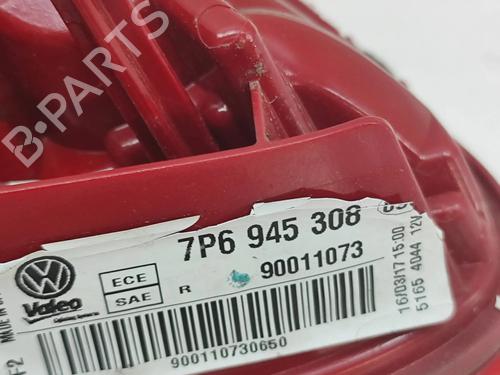 B-PARTS
7P6 945 308
ECE
SAE
R
90011073
Valeo
900110730650
16/03/17 15:00
5165 4044 12V